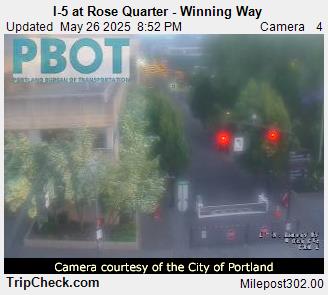 I-5 at Rose Quarter - Winning Way
Updated May 26 2025 8:52 PM Camera 4
PBOT
PORTLAND BUREAU OF TRANSPORTATION
Camera courtesy of the City of Portland
TripCheck.com Milepost302.00